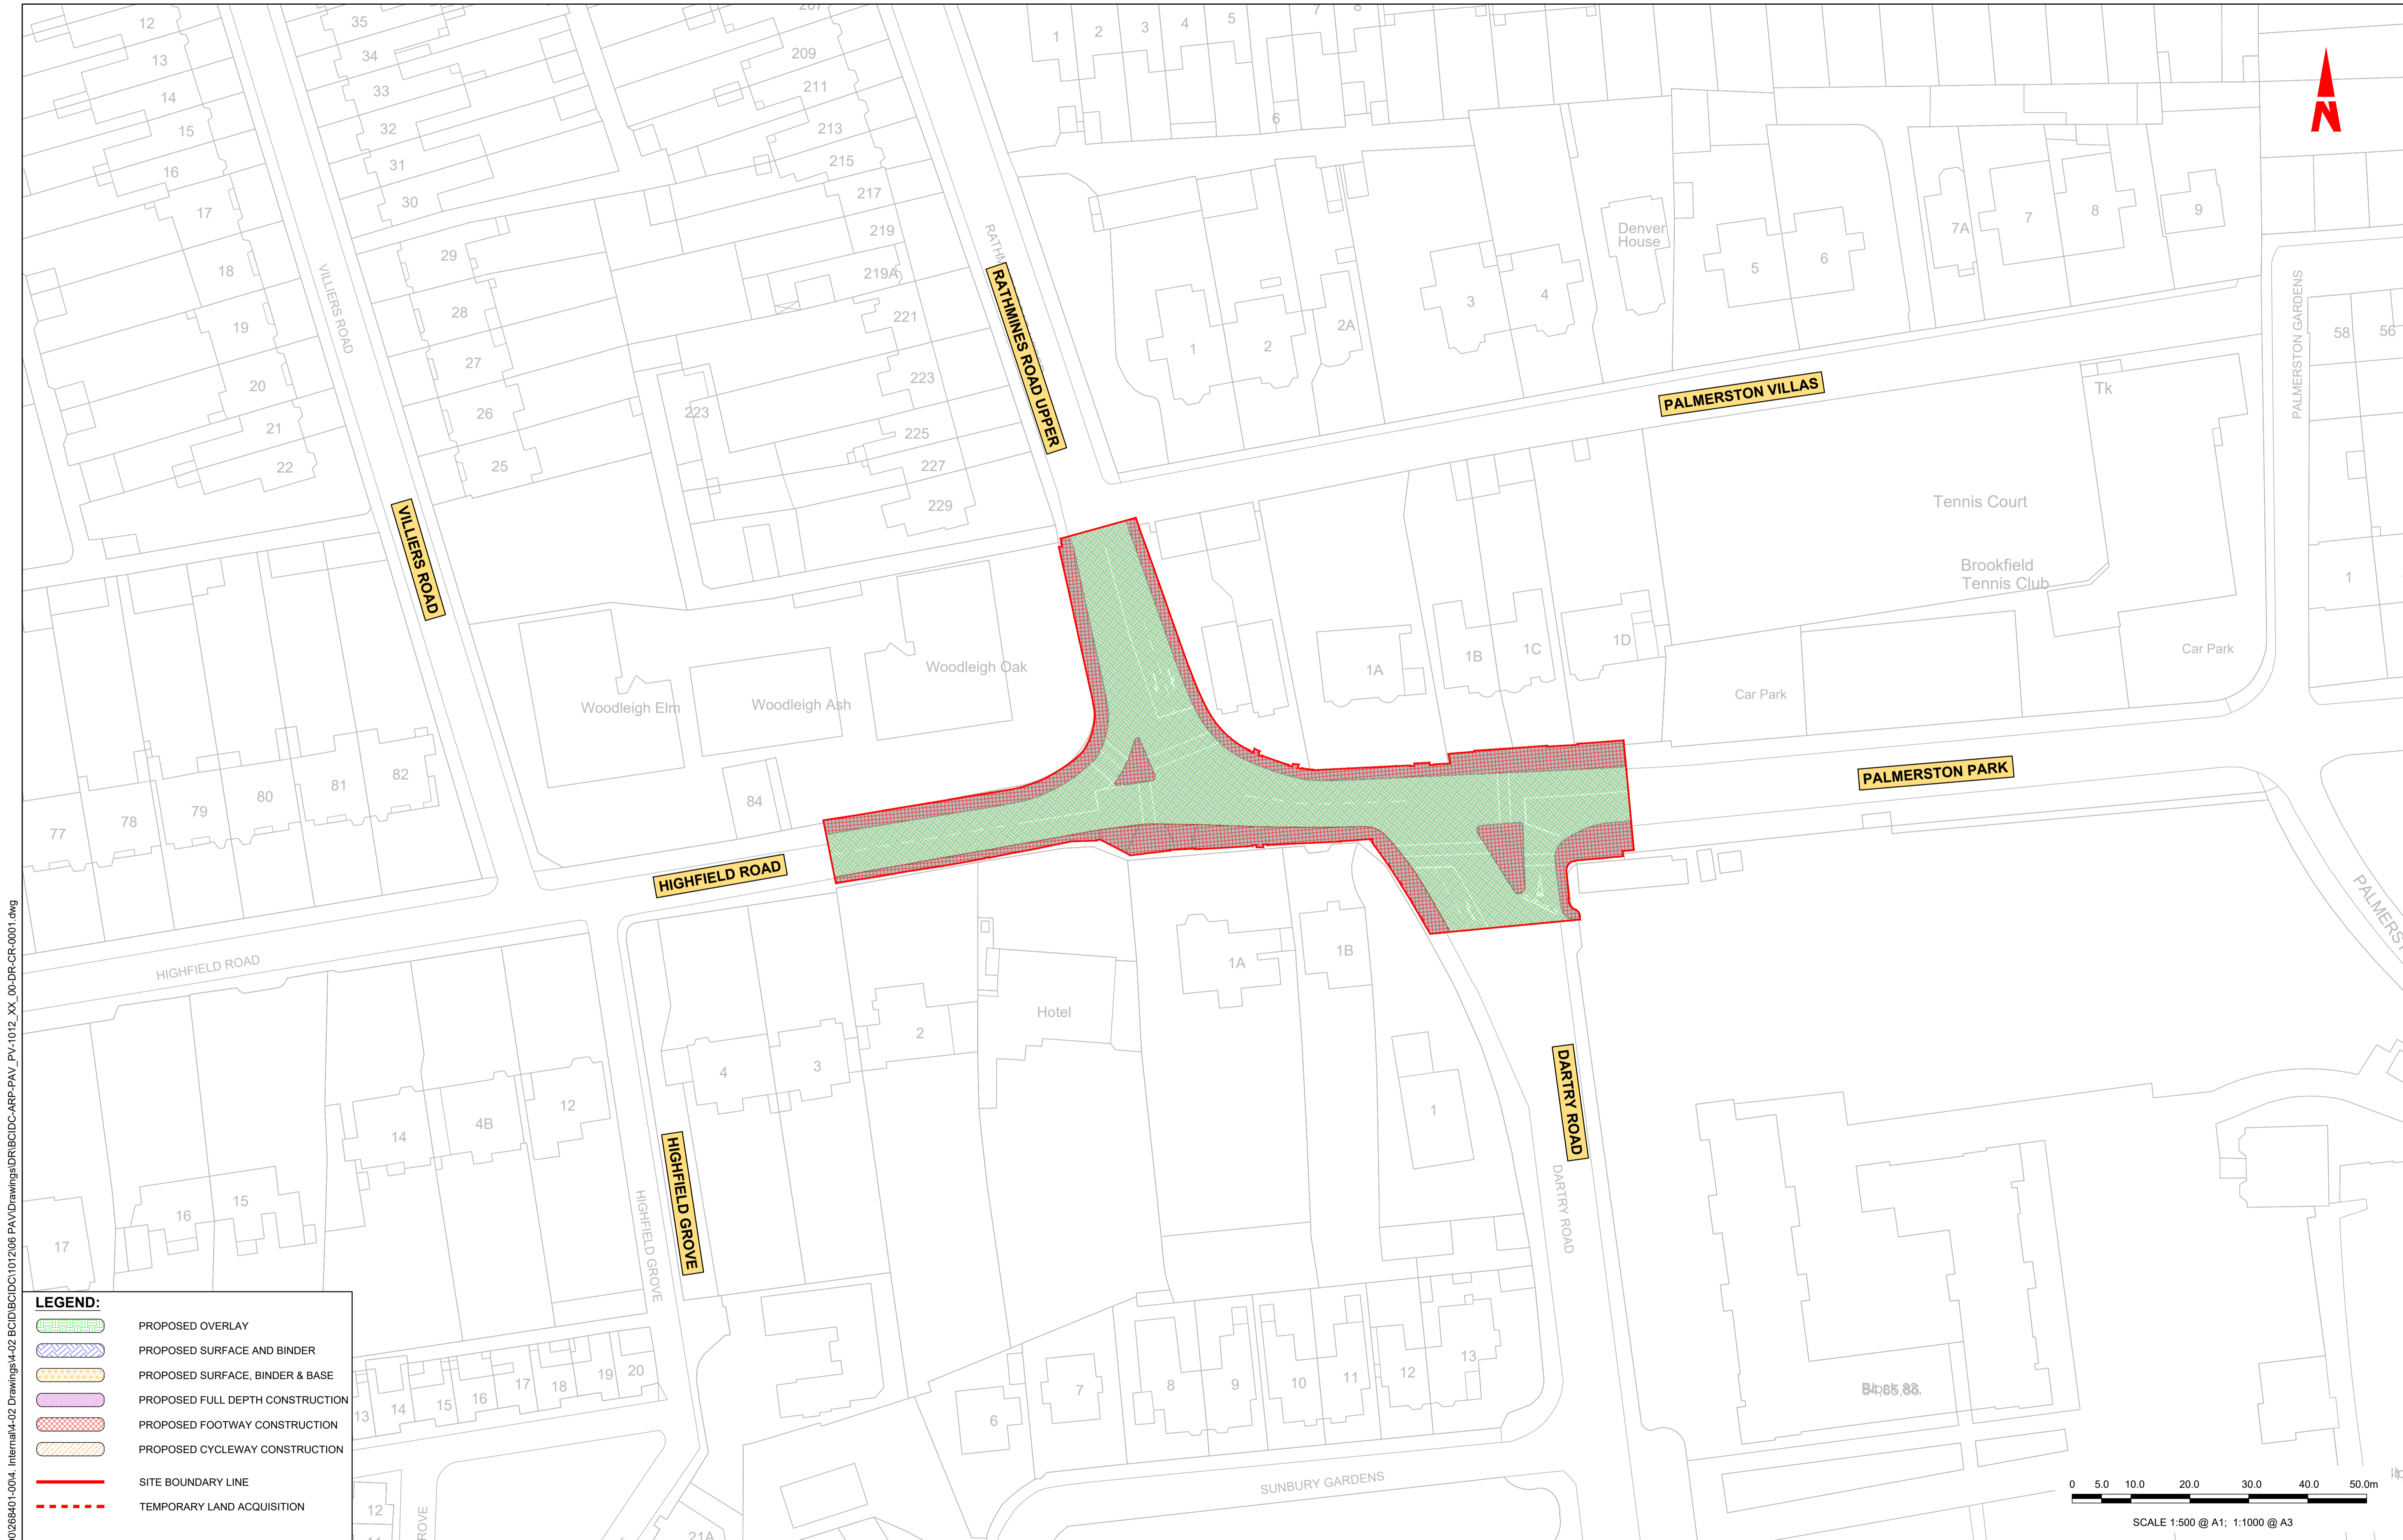 12
13
14
15
16
17
18
19
20
21
22
35
34
33
32
31
30
29
28
27
26
25
VILLIERS ROAD
VILLIERS ROAD
207
209
211
213
215
217
219
219A
221
223
223
225
227
229
RATHMINES ROAD UPPER
1
2
3
4
5
7
8
6
1
2
2A
3
4
Denver
House
5
6
7A
7
8
9
PALMERSTON VILLAS
PALMERSTON GARDENS
58
56
1
Tk
Tennis Court
Brookfield
Tennis Club
Car Park
Car Park
1A
1B
1C
1D
N
Woodleigh Elm
Woodleigh Ash
Woodleigh Oak
84
77
78
79
80
81
82
HIGHFIELD ROAD
HIGHFIELD ROAD
PALMERSTON PARK
Hotel
1A
1B
1
2
3
4
14
4B
12
17
16
15
HIGHFIELD GROVE
HIGHFIELD GROVE
DARTRY ROAD
DARTRY ROAD
13
14
15
16
17
18
19
20
12
6
7
8
9
10
11
12
13
21A
SUNBURY GARDENS
LEGEND:
PROPOSED OVERLAY
PROPOSED SURFACE AND BINDER
PROPOSED SURFACE, BINDER & BASE
PROPOSED FULL DEPTH CONSTRUCTION
PROPOSED FOOTWAY CONSTRUCTION
PROPOSED CYCLEWAY CONSTRUCTION
SITE BOUNDARY LINE
TEMPORARY LAND ACQUISITION
0 5.0 10.0 20.0 30.0 40.0 50.0m
SCALE 1:500 @ A1; 1:1000 @ A3